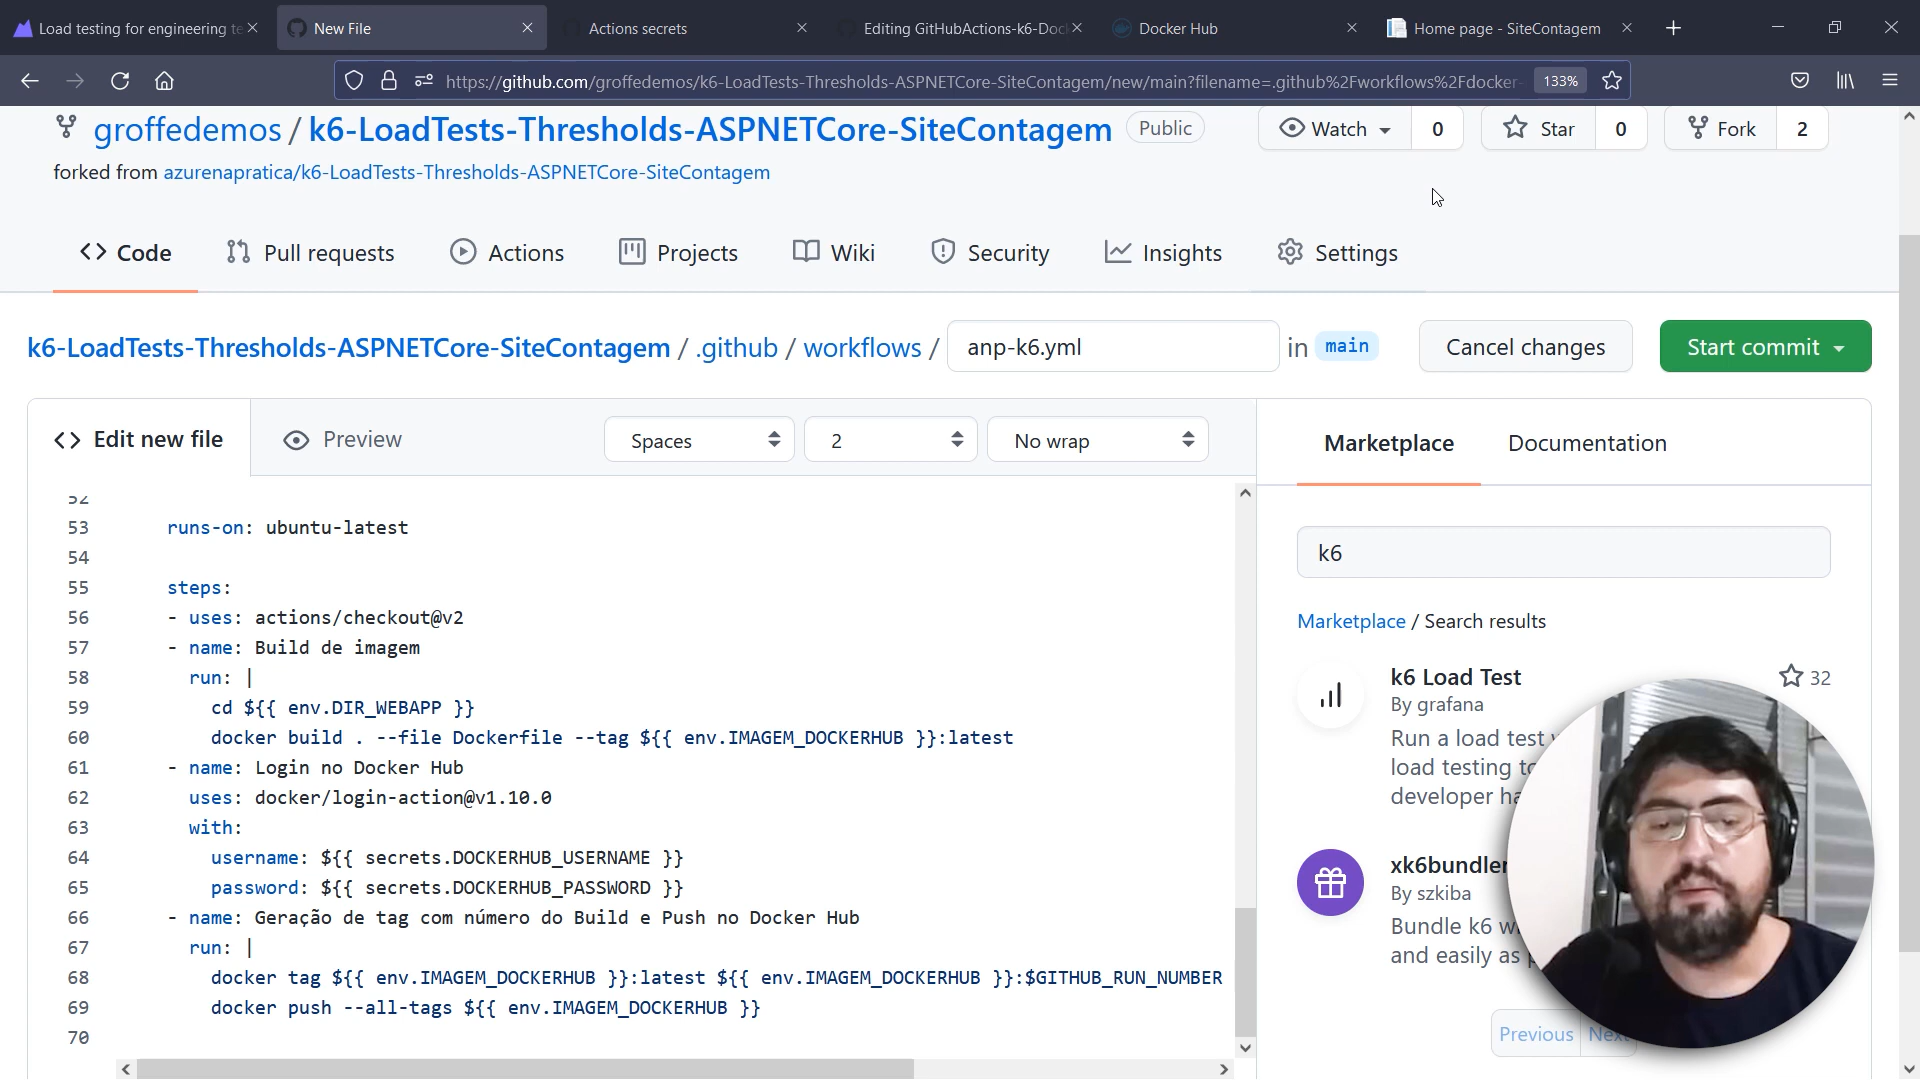 Load testing for engineering te
New File
Actions secrets
Editing GitHubActions-k6-Doc
Docker Hub
Home page - SiteContagem
https://github.com/groffedemos/k6-LoadTests-Thresholds-ASPNETCore-SiteContagem/new/main?filename=.github%2Fworkflows%2Fdocker-
133%
groffedemos / k6-LoadTests-Thresholds-ASPNETCore-SiteContagem Public
Watch 0
Star 0
Fork 2
forked from azurenapratica/k6-LoadTests-Thresholds-ASPNETCore-SiteContagem
Code
Pull requests
Actions
Projects
Wiki
Security
Insights
Settings
k6-LoadTests-Thresholds-ASPNETCore-SiteContagem / .github / workflows / anp-k6.yml in main
Cancel changes
Start commit
<> Edit new file
Preview
Spaces
2
No wrap
52
53 runs-on: ubuntu-latest
54
55 steps:
56 - uses: actions/checkout@v2
57 - name: Build de imagem
58 run: |
59 cd ${{ env.DIR_WEBAPP }}
60 docker build . --file Dockerfile --tag ${{ env.IMAGEM_DOCKERHUB }}:latest
61 - name: Login no Docker Hub
62 uses: docker/login-action@v1.10.0
63 with:
64 username: ${{ secrets.DOCKERHUB_USERNAME }}
65 password: ${{ secrets.DOCKERHUB_PASSWORD }}
66 - name: Geração de tag com número do Build e Push no Docker Hub
67 run: |
68 docker tag ${{ env.IMAGEM_DOCKERHUB }}:latest ${{ env.IMAGEM_DOCKERHUB }}:$GITHUB_RUN_NUMBER
69 docker push --all-tags ${{ env.IMAGEM_DOCKERHUB }}
70
Marketplace
Documentation
k6
Marketplace / Search results
k6 Load Test
32
By grafana
Run a load test
load testing
developer
xk6bundler
By szkiba
Bundle k6
and easily as
Previous
Next